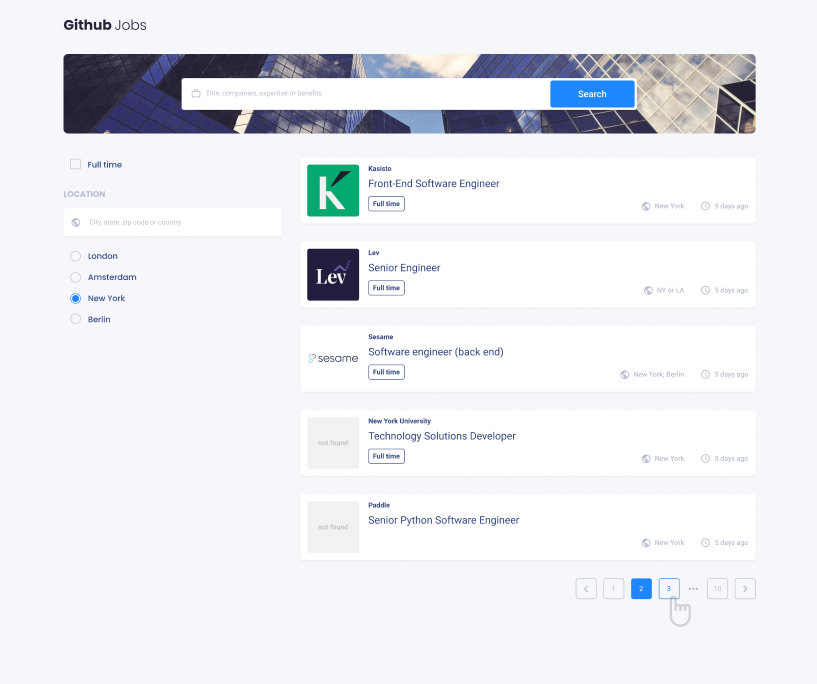 Github Jobs
Title, companies, expertise or benefits
Search
Full time
LOCATION
City, state, zip code or country
London
Amsterdam
New York
Berlin
Kasisto
Front-End Software Engineer
Full time
New York
5 days ago
Lev
Lev
Senior Engineer
Full time
NY or LA
5 days ago
sesame
Sesame
Software engineer (back end)
Full time
New York; Berlin
5 days ago
not found
New York University
Technology Solutions Developer
Full time
New York
5 days ago
not found
Paddle
Senior Python Software Engineer
New York
5 days ago
1 2 3 ••• 10